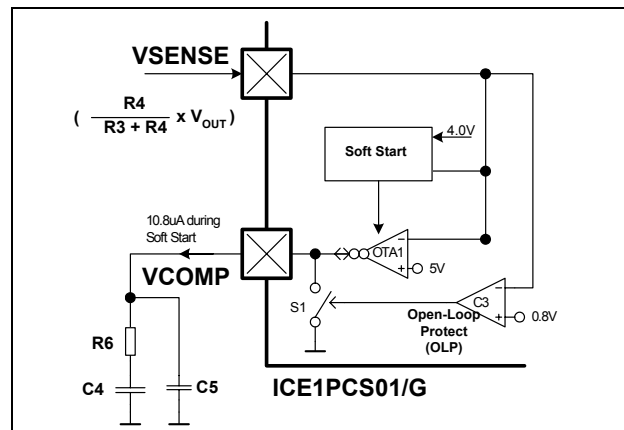 VSENSE
( R4
R3 + R4 x VOUT )
4.0V
Soft Start
10.8uA during
Soft Start
OTA1
−
+
5V
VCOMP
S1
C3
−
+
0.8V
Open-Loop
Protect
(OLP)
R6
C4
C5
ICE1PCS01/G